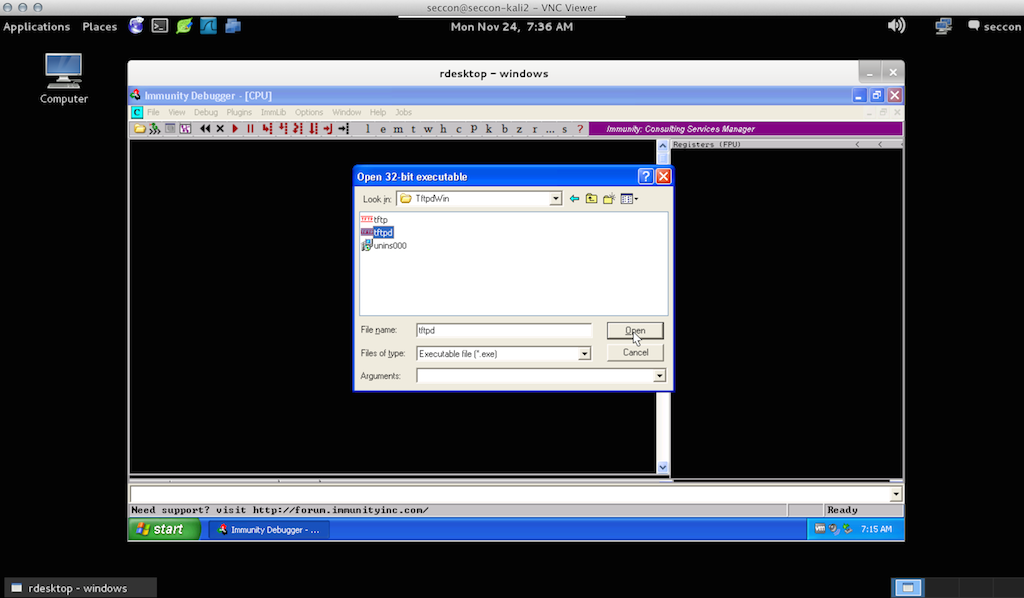 seccon@seccon-kali2 – VNC Viewer
Applications Places Mon Nov 24, 7:36 AM seccon
Computer
rdesktop - windows
Immunity Debugger - [CPU]
C File View Debug Plugins ImmLib Options Window Help Jobs
l e m t w h c P k b z r ... s ? Immunity: Consulting Services Manager
Registers (FPU) < < <
Open 32-bit executable
Look in: TftpdWin
tftp
tftpd
unins000
File name: tftpd Open
Files of type: Executable file (*.exe) Cancel
Arguments:
Need support? visit http://forum.immunityinc.com/ Ready
start Immunity Debugger - ... 7:15 AM
rdesktop - windows